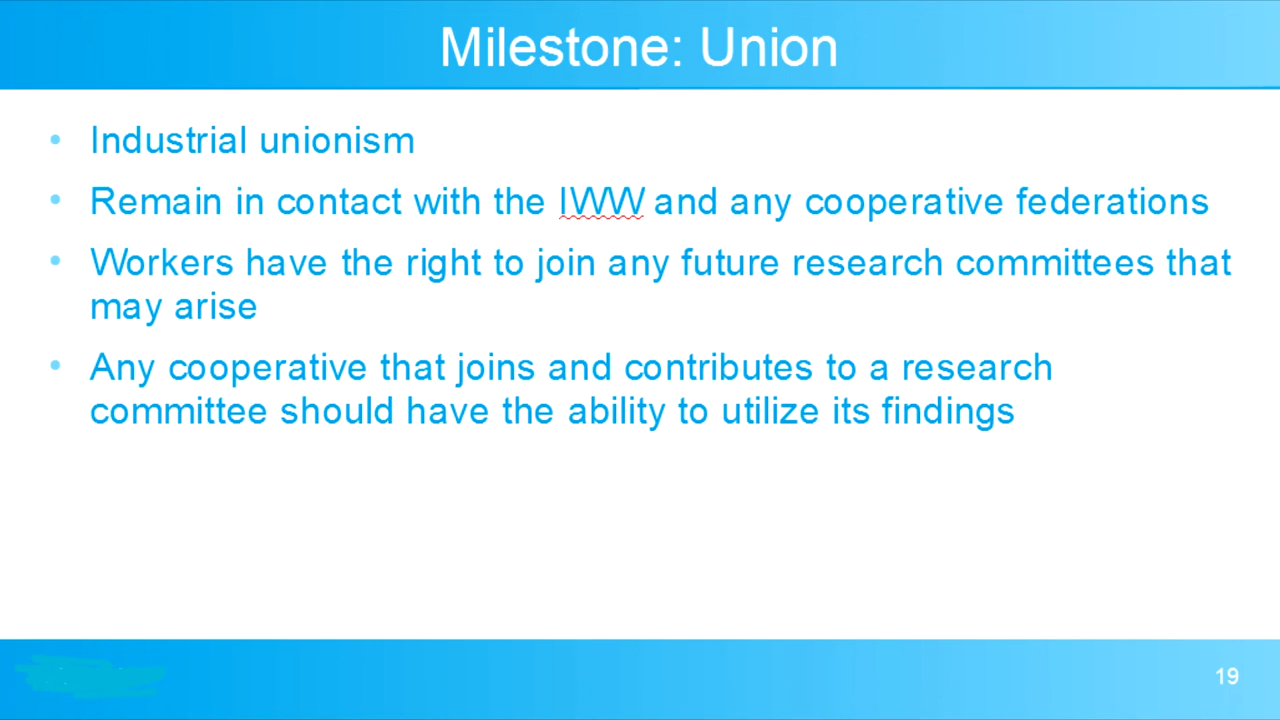 Milestone: Union
• Industrial unionism
• Remain in contact with the IWW and any cooperative federations
• Workers have the right to join any future research committees that
may arise
• Any cooperative that joins and contributes to a research
committee should have the ability to utilize its findings
19